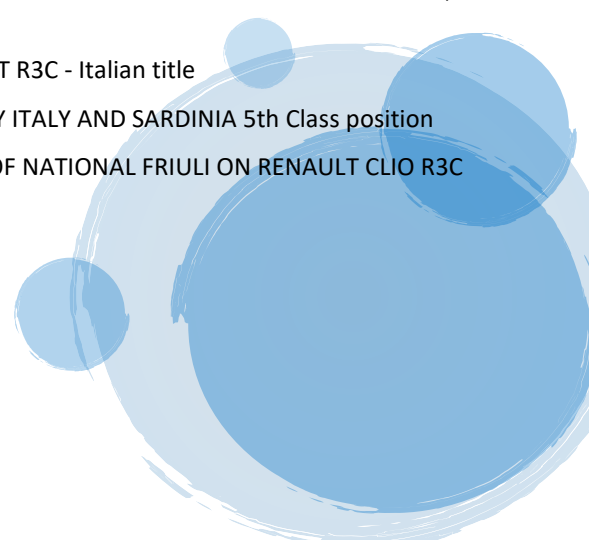 T R3C - Italian title
Y ITALY AND SARDINIA 5th Class position
OF NATIONAL FRIULI ON RENAULT CLIO R3C